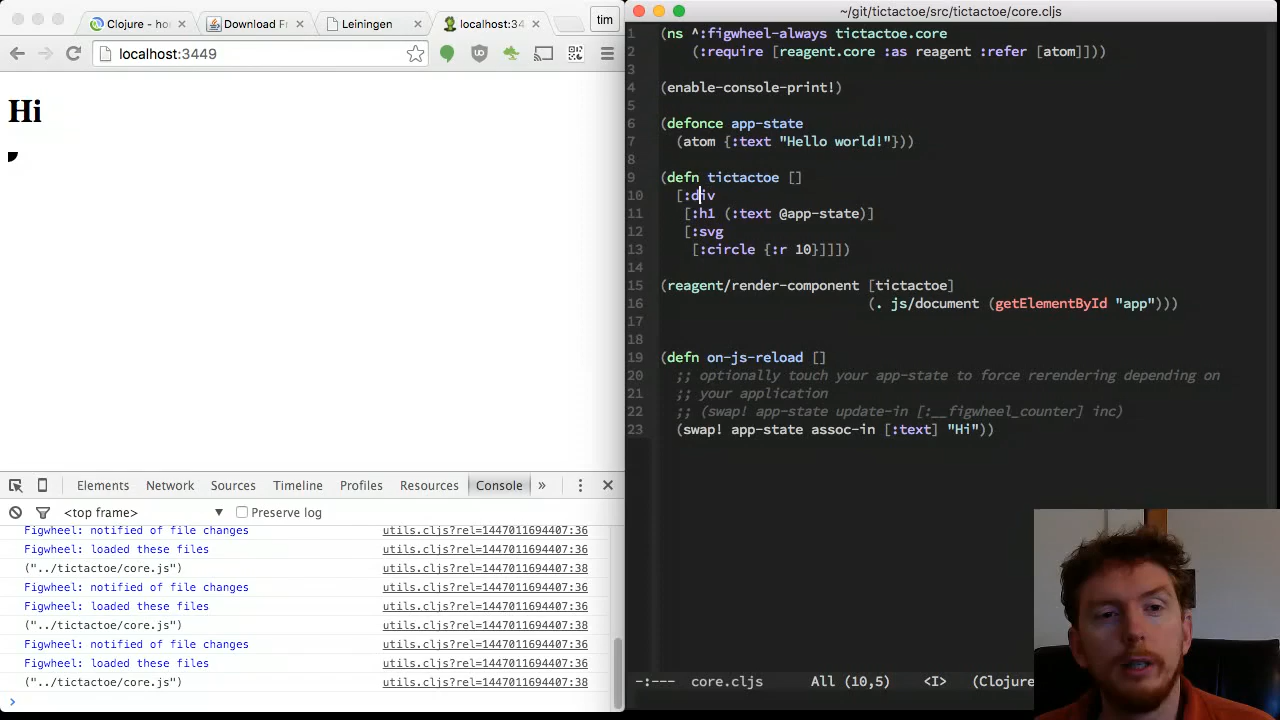 Clojure - ho
Download Fr
Leiningen
localhost:34
tim
localhost:3449
Hi
Elements Network Sources Timeline Profiles Resources Console »
<top frame> ▼ Preserve log
Figwheel: notified of file changes utils.cljs?rel=1447011694407:36
Figwheel: loaded these files utils.cljs?rel=1447011694407:36
("../tictactoe/core.js") utils.cljs?rel=1447011694407:38
Figwheel: notified of file changes utils.cljs?rel=1447011694407:36
Figwheel: loaded these files utils.cljs?rel=1447011694407:36
("../tictactoe/core.js") utils.cljs?rel=1447011694407:38
Figwheel: notified of file changes utils.cljs?rel=1447011694407:36
Figwheel: loaded these files utils.cljs?rel=1447011694407:36
("../tictactoe/core.js") utils.cljs?rel=1447011694407:38
>
~/git/tictactoe/src/tictactoe/core.cljs
1 (ns ^:figwheel-always tictactoe.core
2 (:require [reagent.core :as reagent :refer [atom]]))
3
4 (enable-console-print!)
5
6 (defonce app-state
7 (atom {:text "Hello world!"}))
8
9 (defn tictactoe []
10 [:div
11 [:h1 (:text @app-state)]
12 [:svg
13 [:circle {:r 10}]]])
14
15 (reagent/render-component [tictactoe]
16 (. js/document (getElementById "app")))
17
18
19 (defn on-js-reload []
20 ;; optionally touch your app-state to force rerendering depending on
21 ;; your application
22 ;; (swap! app-state update-in [:__figwheel_counter] inc)
23 (swap! app-state assoc-in [:text] "Hi"))
-:--- core.cljs All (10,5) <I> (Clojure